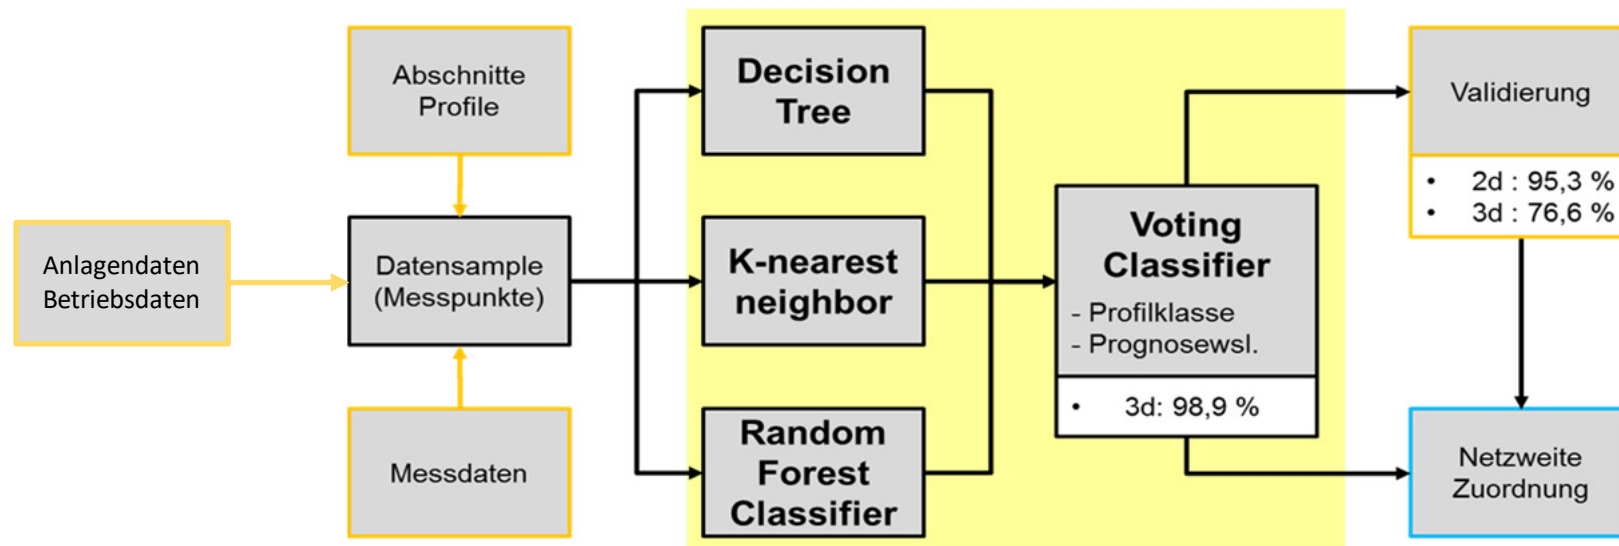 Anlagendaten
Betriebsdaten
Abschnitte
Profile
Datensample
(Messpunkte)
Messdaten
Decision
Tree
K-nearest
neighbor
Random
Forest
Classifier
Voting
Classifier
- Profilklasse
- Prognosewsl.
• 3d: 98,9 %
Validierung
• 2d : 95,3 %
• 3d : 76,6 %
Netzweite
Zuordnung